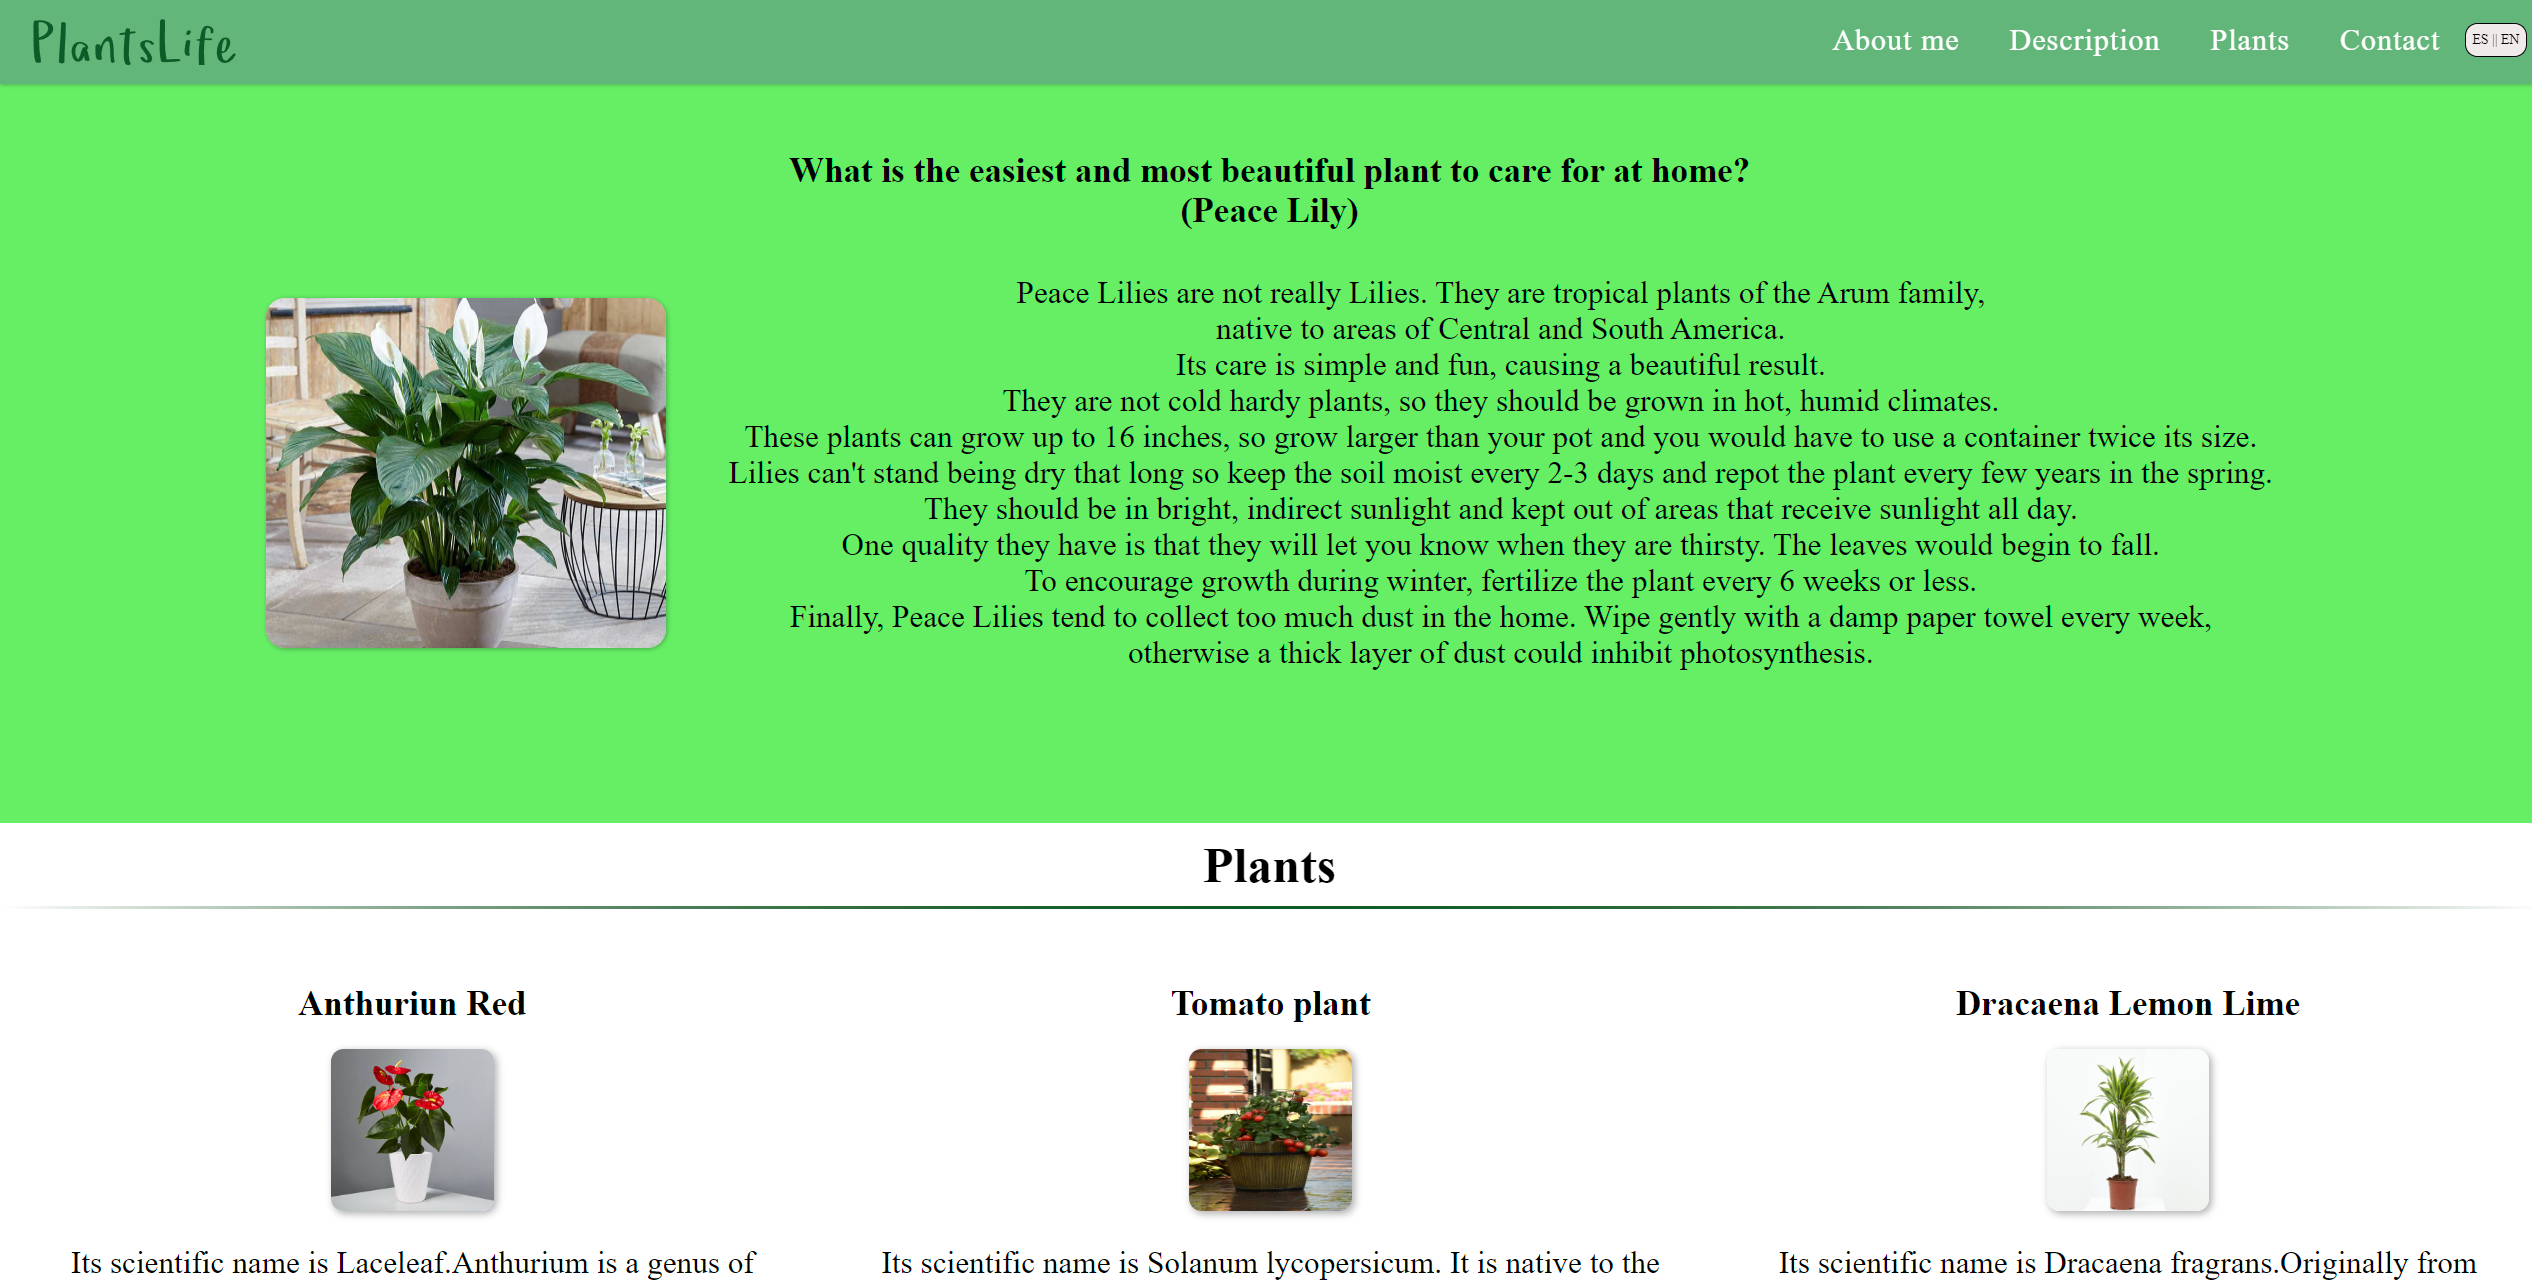 PlantsLife
About me
Description
Plants
Contact
ES || EN
What is the easiest and most beautiful plant to care for at home?
(Peace Lily)
Peace Lilies are not really Lilies. They are tropical plants of the Arum family,
native to areas of Central and South America.
Its care is simple and fun, causing a beautiful result.
They are not cold hardy plants, so they should be grown in hot, humid climates.
These plants can grow up to 16 inches, so grow larger than your pot and you would have to use a container twice its size.
Lilies can't stand being dry that long so keep the soil moist every 2-3 days and repot the plant every few years in the spring.
They should be in bright, indirect sunlight and kept out of areas that receive sunlight all day.
One quality they have is that they will let you know when they are thirsty. The leaves would begin to fall.
To encourage growth during winter, fertilize the plant every 6 weeks or less.
Finally, Peace Lilies tend to collect too much dust in the home. Wipe gently with a damp paper towel every week,
otherwise a thick layer of dust could inhibit photosynthesis.
Plants
Anthuriun Red
Its scientific name is Laceleaf.Anthurium is a genus of
Tomato plant
Its scientific name is Solanum lycopersicum. It is native to the
Dracaena Lemon Lime
Its scientific name is Dracaena fragrans.Originally from